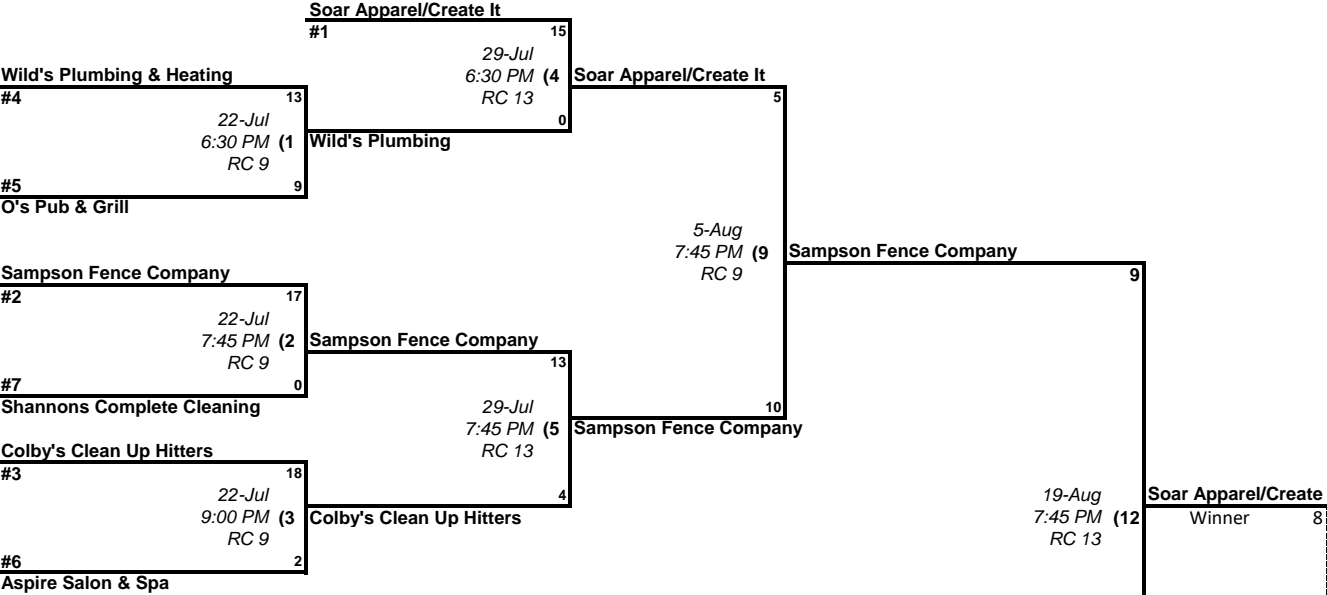 Soar Apparel/Create It
#1 15
29-Jul
Wild's Plumbing & Heating
6:30 PM (4
Soar Apparel/Create It
#4 13
RC 13
5
22-Jul
0
6:30 PM (1
Wild's Plumbing
RC 9
#5 9
O's Pub & Grill
5-Aug
7:45 PM (9
Sampson Fence Company
Sampson Fence Company
RC 9
9
#2 17
22-Jul
7:45 PM (2
Sampson Fence Company
RC 9
13
#7 0
Shannons Complete Cleaning
29-Jul
10
7:45 PM (5
Sampson Fence Company
Colby's Clean Up Hitters
RC 13
#3 18
22-Jul
4
19-Aug
Soar Apparel/Create
9:00 PM (3
Colby's Clean Up Hitters
7:45 PM (12
Winner 8
RC 9
RC 13
#6 2
Aspire Salon & Spa